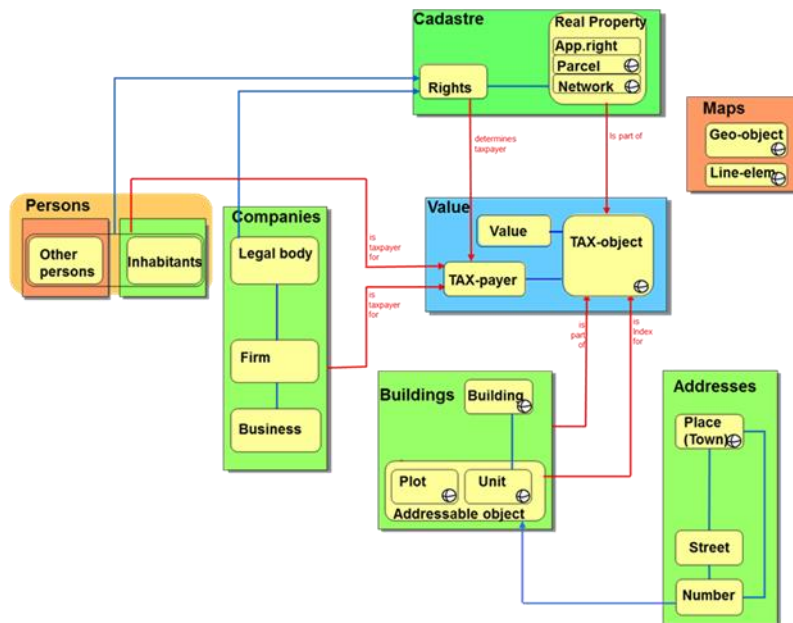 Cadastre
Real Property
App.right
Parcel
Network
Rights
Maps
Geo-object
Line-elem
determines
taxpayer
Is part of
Persons
Other
persons
Inhabitants
Companies
Legal body
Firm
Business
is
taxpayer
for
is
taxpayer
for
Value
Value
TAX-object
TAX-payer
is
part
of
is
Index
for
Buildings
Building
Plot
Unit
Addressable object
Addresses
Place
(Town)
Street
Number